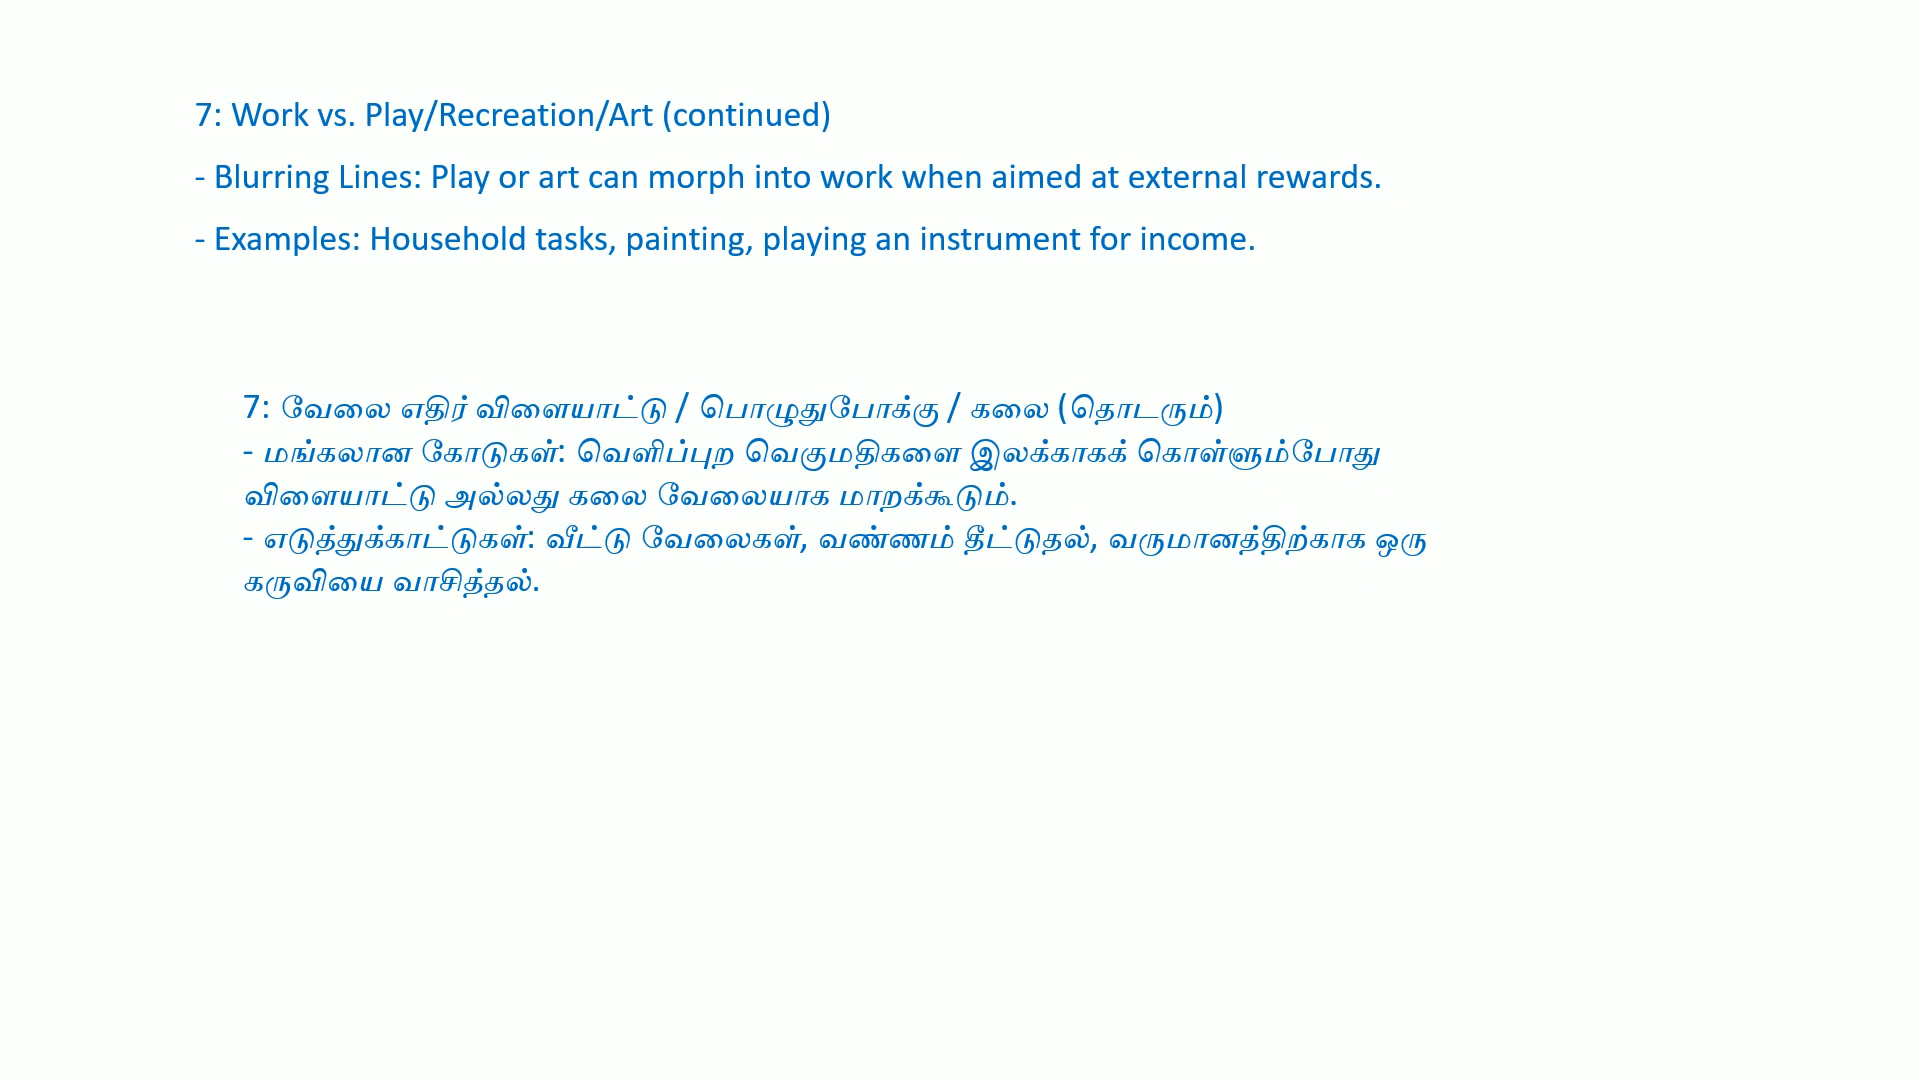 7: Work vs. Play/Recreation/Art (continued)
- Blurring Lines: Play or art can morph into work when aimed at external rewards.
- Examples: Household tasks, painting, playing an instrument for income.
7: வேலை எதிர் விளையாட்டு / பொழுதுபோக்கு / கலை (தொடரும்)
- மங்கலான கோடுகள்: வெளிப்புற வெகுமதிகளை இலக்காகக் கொள்ளும்போது
விளையாட்டு அல்லது கலை வேலையாக மாறக்கூடும்.
- எடுத்துக்காட்டுகள்: வீட்டு வேலைகள், வண்ணம் தீட்டுதல், வருமானத்திற்காக ஒரு
கருவியை வாசித்தல்.